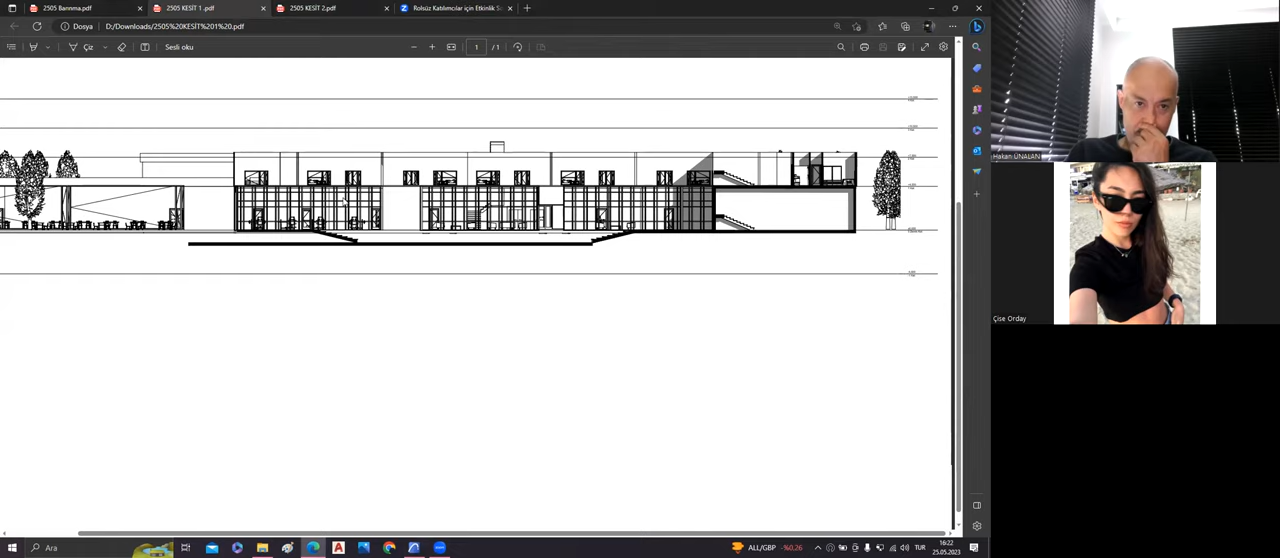 2505 Barınma.pdf
2505 KESİT 1 .pdf
2505 KESİT 2.pdf
Rolsüz Katılımcılar için Etkinlik Sa
Dosya
D:/Downloads/2505%20KESİT%201%20.pdf
Çiz
Sesli oku
1 / 1
Hakan ÜNALAN
Çise Orday
Ara
ALL/GBP -%0,26
TUR
16:22
25.05.2023